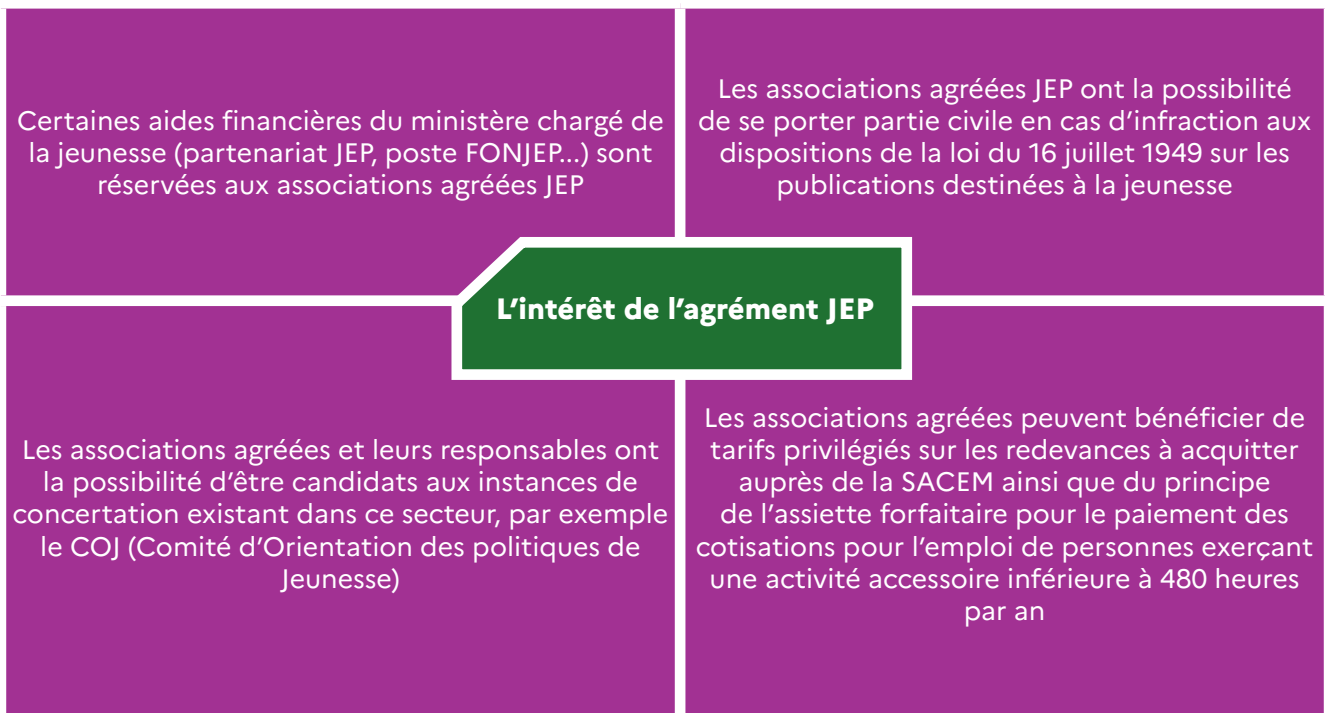 Certaines aides financières du ministère chargé de
la jeunesse (partenariat JEP, poste FONJEP...) sont
réservées aux associations agréées JEP
Les associations agréées JEP ont la possibilité
de se porter partie civile en cas d’infraction aux
dispositions de la loi du 16 juillet 1949 sur les
publications destinées à la jeunesse
L’intérêt de l’agrément JEP
Les associations agréées et leurs responsables ont
la possibilité d’être candidats aux instances de
concertation existant dans ce secteur, par exemple
le COJ (Comité d’Orientation des politiques de
Jeunesse)
Les associations agréées peuvent bénéficier de
tarifs privilégiés sur les redevances à acquitter
auprès de la SACEM ainsi que du principe
de l’assiette forfaitaire pour le paiement des
cotisations pour l’emploi de personnes exerçant
une activité accessoire inférieure à 480 heures
par an